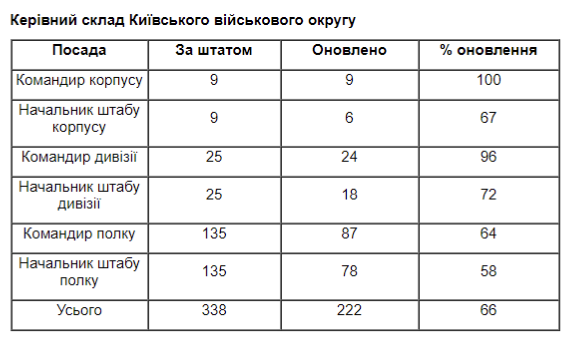 Керівний склад Київського військового округу
Посада За штатом Оновлено % оновлення
Командир корпусу 9 9 100
Начальник штабу
корпусу 9 6 67
Командир дивізії 25 24 96
Начальник штабу
дивізії 25 18 72
Командир полку 135 87 64
Начальник штабу
полку 135 78 58
Усього 338 222 66